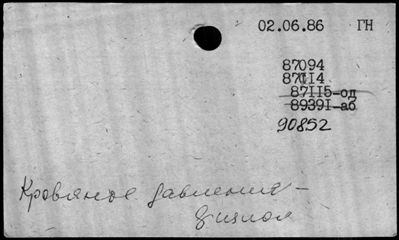 02.06.86 ГН
87094
87114
87115-од
89391-аб
90852
Кровяное давление -